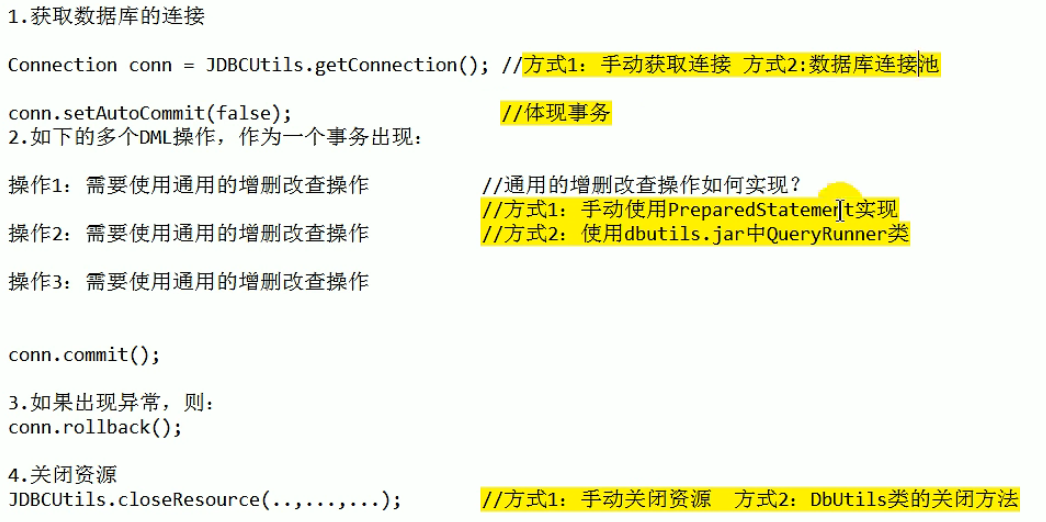 1.获取数据库的连接
Connection conn = JDBCUtils.getConnection(); //方式1：手动获取连接 方式2:数据库连接池
conn.setAutoCommit(false); //体现事务
2.如下的多个DML操作，作为一个事务出现：
操作1：需要使用通用的增删改查操作 //通用的增删改查操作如何实现？
//方式1：手动使用PreparedStatement实现
操作2：需要使用通用的增删改查操作 //方式2：使用dbutils.jar中QueryRunner类
操作3：需要使用通用的增删改查操作
conn.commit();
3.如果出现异常，则：
conn.rollback();
4.关闭资源
JDBCUtils.closeResource(..,...,...); //方式1：手动关闭资源 方式2：DbUtils类的关闭方法